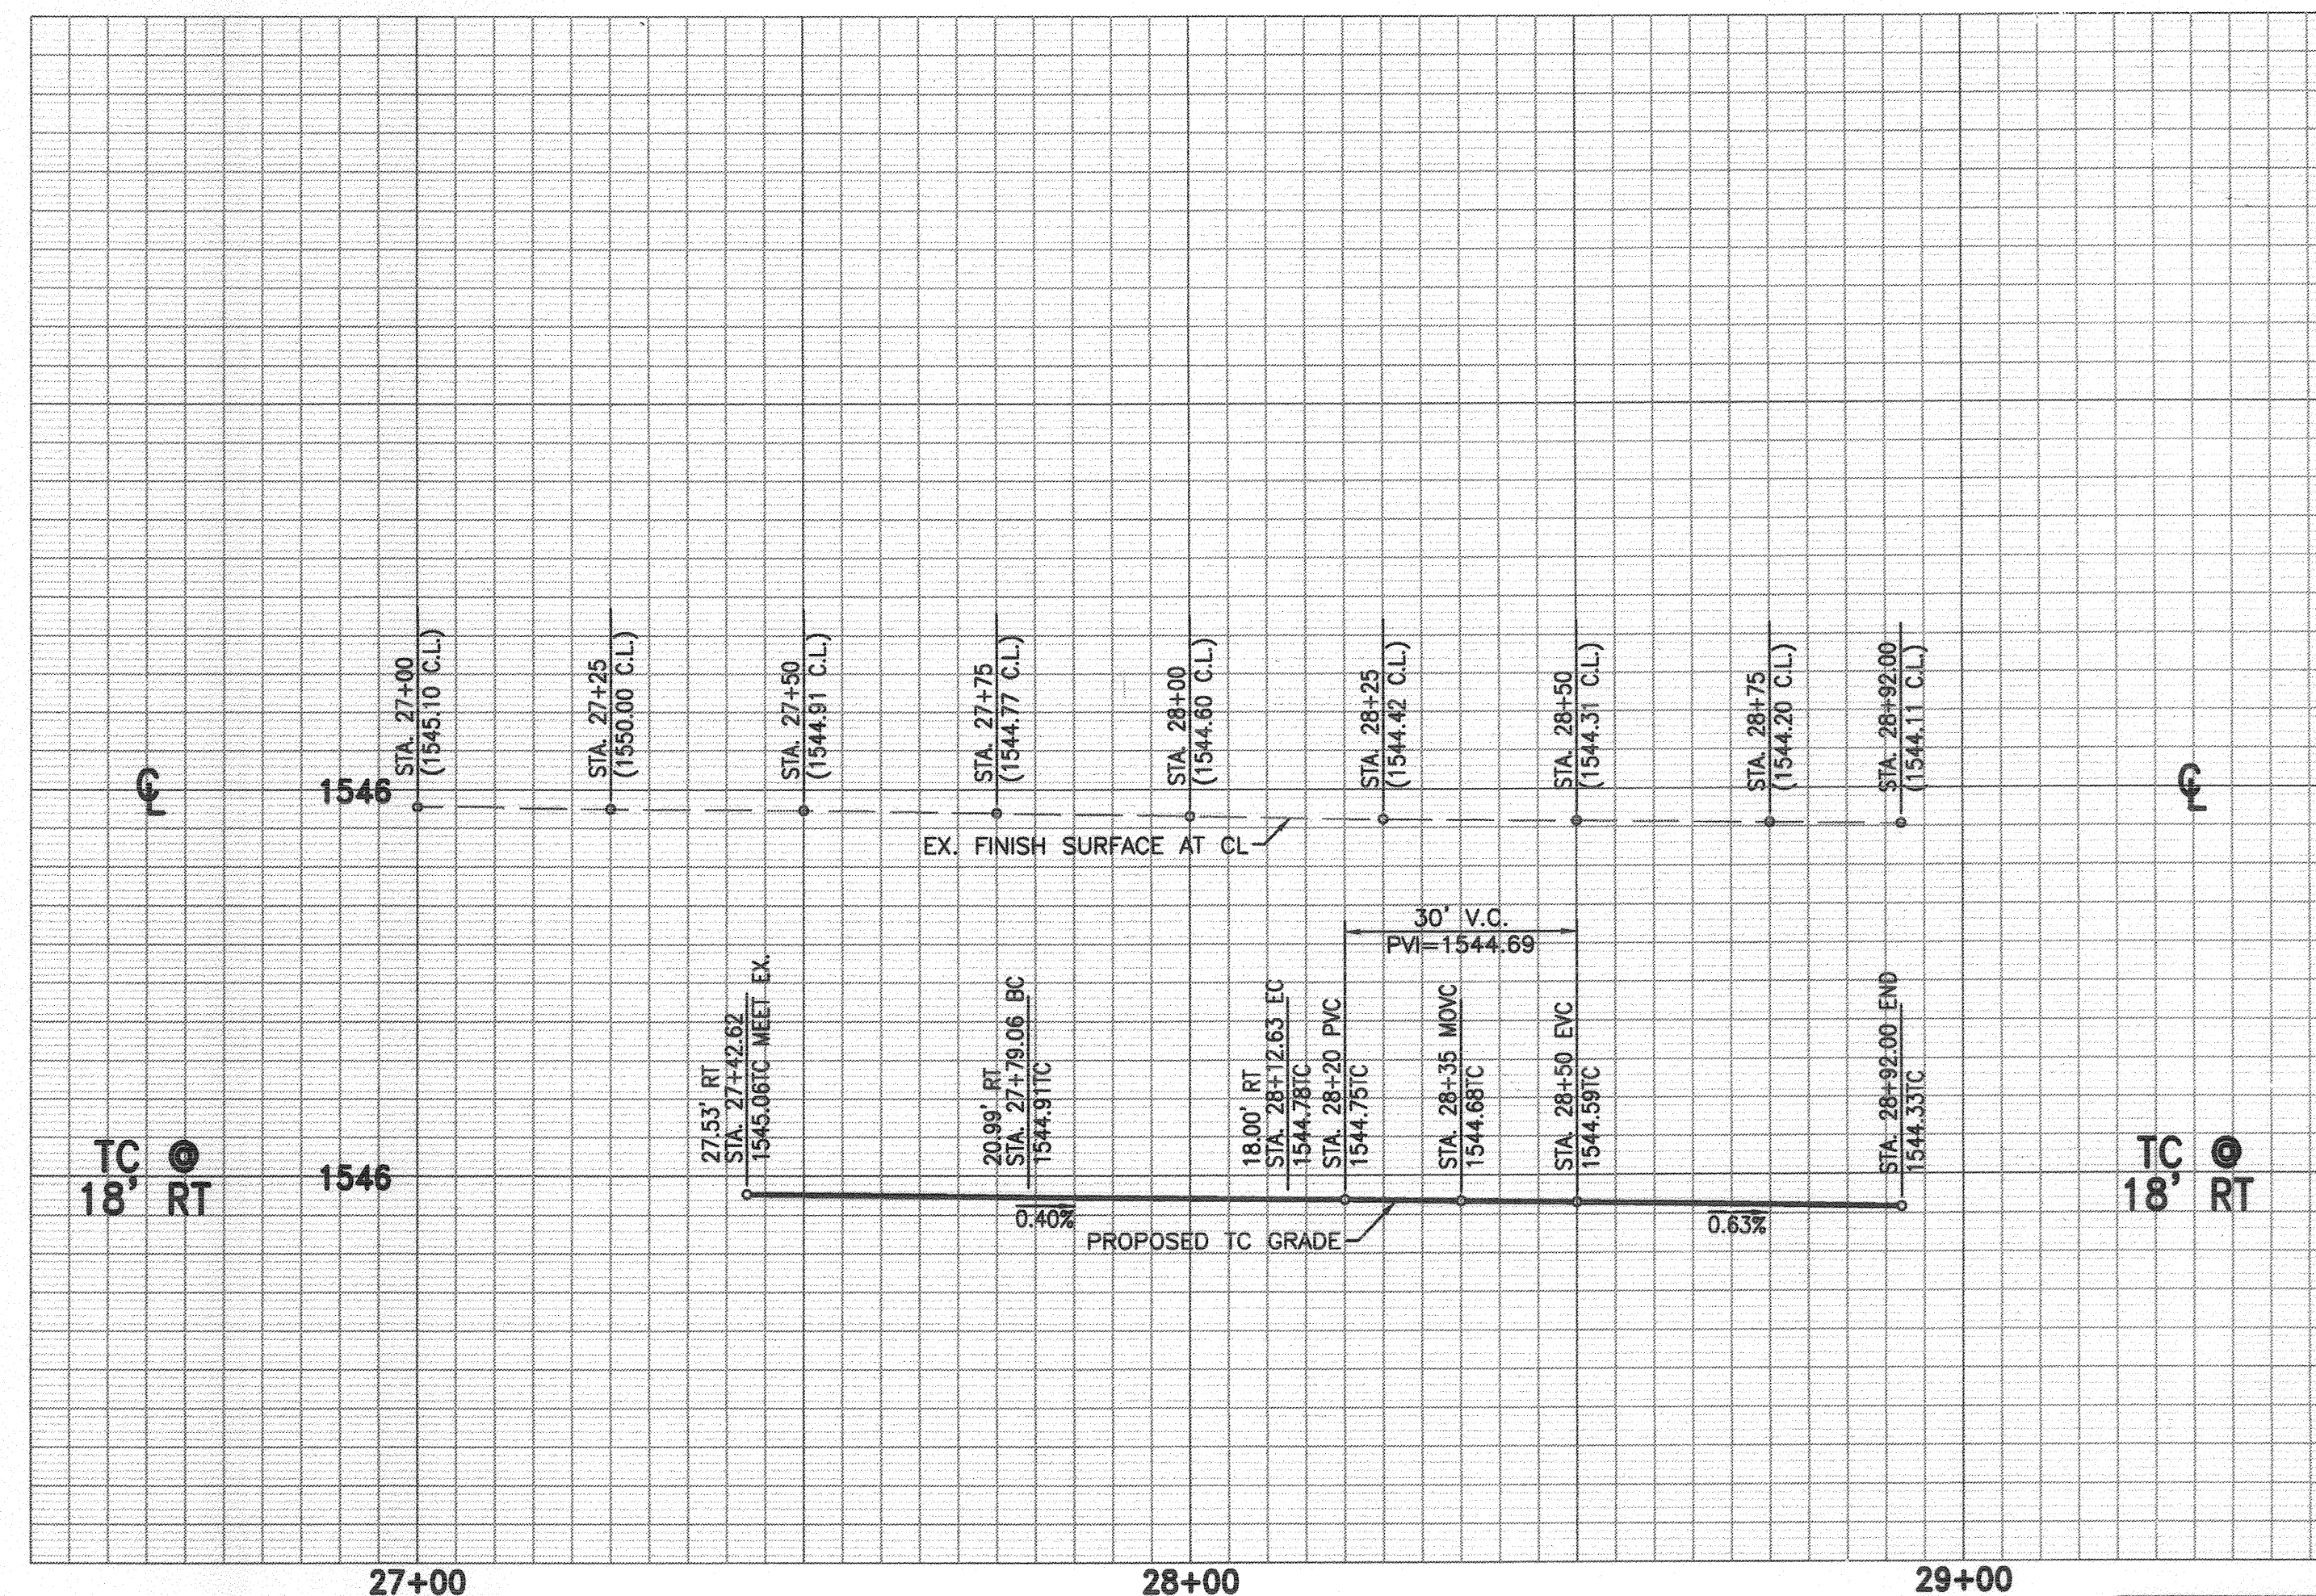 STA. 27+00
(1545.10 C.L.)
STA. 27+25
(1550.00 C.L.)
STA. 27+50
(1544.91 C.L.)
STA. 27+75
(1544.77 C.L.)
STA. 28+00
(1544.60 C.L.)
STA. 28+25
(1544.42 C.L.)
STA. 28+50
(1544.31 C.L.)
STA. 28+75
(1544.20 C.L.)
STA. 28+92.00
(1544.11 C.L.)
℄
1546
℄
EX. FINISH SURFACE AT CL
30' V.C.
PVI=1544.69
27.53' RT
STA. 27+42.62
1545.06TC MEET EX.
20.99' RT
STA. 27+79.06 BC
1544.91TC
18.00' RT
STA. 28+12.63 EC
1544.78TC
STA. 28+20 PVC
1544.75TC
STA. 28+35 MOVC
1544.68TC
STA. 28+50 EVC
1544.59TC
STA. 28+92.00 END
1544.33TC
TC @
18' RT
1546
TC @
18' RT
0.40%
PROPOSED TC GRADE
0.63%
27+00
28+00
29+00